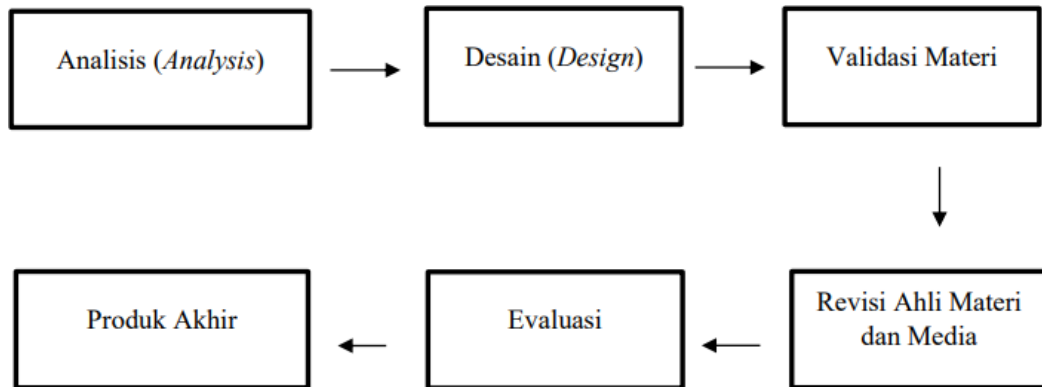 Analisis (Analysis)
Desain (Design)
Validasi Materi
Revisi Ahli Materi
dan Media
Evaluasi
Produk Akhir